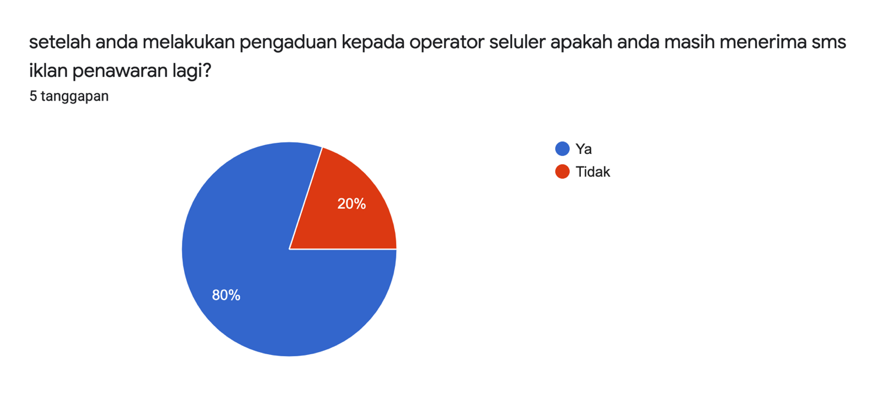 setelah anda melakukan pengaduan kepada operator seluler apakah anda masih menerima sms
iklan penawaran lagi?
5 tanggapan
Ya
Tidak
20%
80%